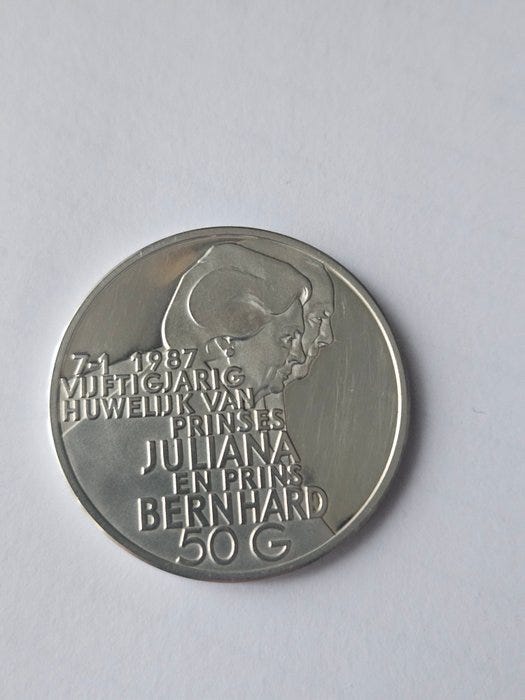 7-1-1987
VIJFTIGJARIG
HUWELIJK VAN
PRINSES
JULIANA
EN PRINS
BERNHARD
50 G